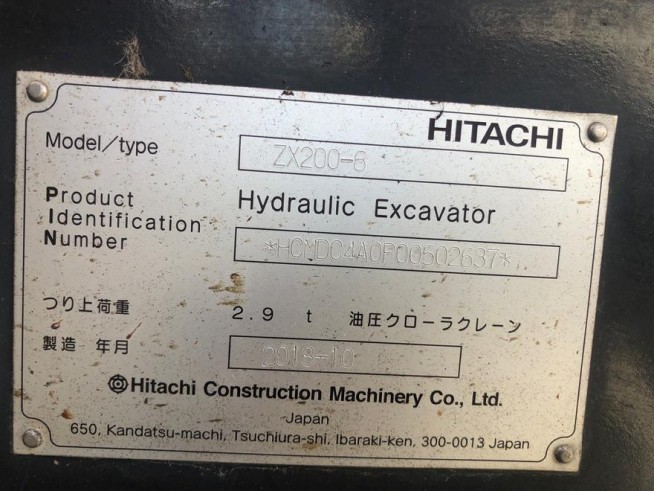 HITACHI
Model/type ZX200-6
Hydraulic Excavator
Product
Identification
Number
*HCMDC4A0P00502637*
つり上荷重 2.9 t 油圧クローラクレーン
製造 年月 2018-10
Hitachi Construction Machinery Co., Ltd.
Japan
650, Kandatsu-machi, Tsuchiura-shi, Ibaraki-ken, 300-0013 Japan